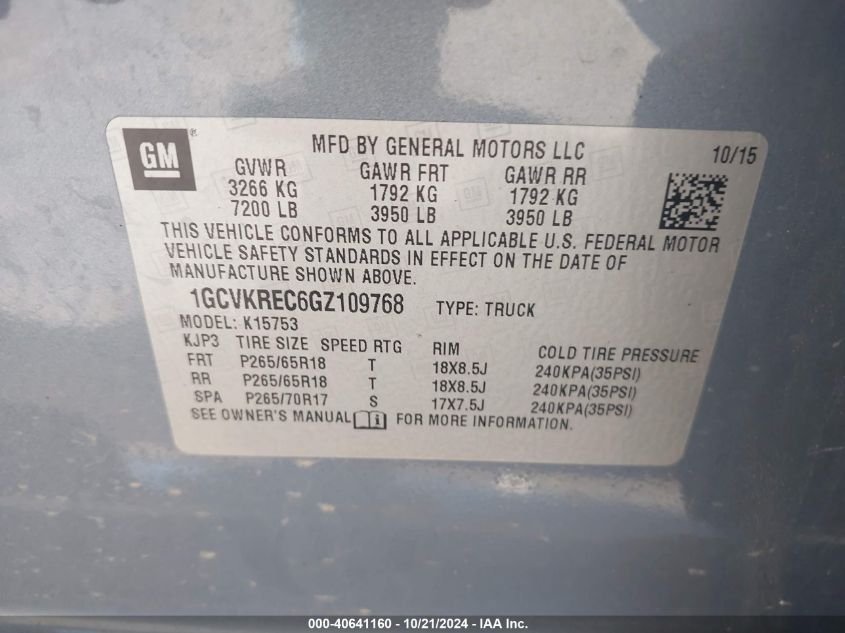 GM ®
MFD BY GENERAL MOTORS LLC 10/15
GVWR GAWR FRT GAWR RR
3266 KG 1792 KG 1792 KG
7200 LB 3950 LB 3950 LB
THIS VEHICLE CONFORMS TO ALL APPLICABLE U.S. FEDERAL MOTOR
VEHICLE SAFETY STANDARDS IN EFFECT ON THE DATE OF
MANUFACTURE SHOWN ABOVE.
1GCVKREC6GZ109768 TYPE: TRUCK
MODEL: K15753
KJP3 TIRE SIZE SPEED RTG RIM COLD TIRE PRESSURE
FRT P265/65R18 T 18X8.5J 240KPA(35PSI)
RR P265/65R18 T 18X8.5J 240KPA(35PSI)
SPA P265/70R17 S 17X7.5J 240KPA(35PSI)
SEE OWNER'S MANUAL i FOR MORE INFORMATION.
000-40641160 - 10/21/2024 - IAA Inc.